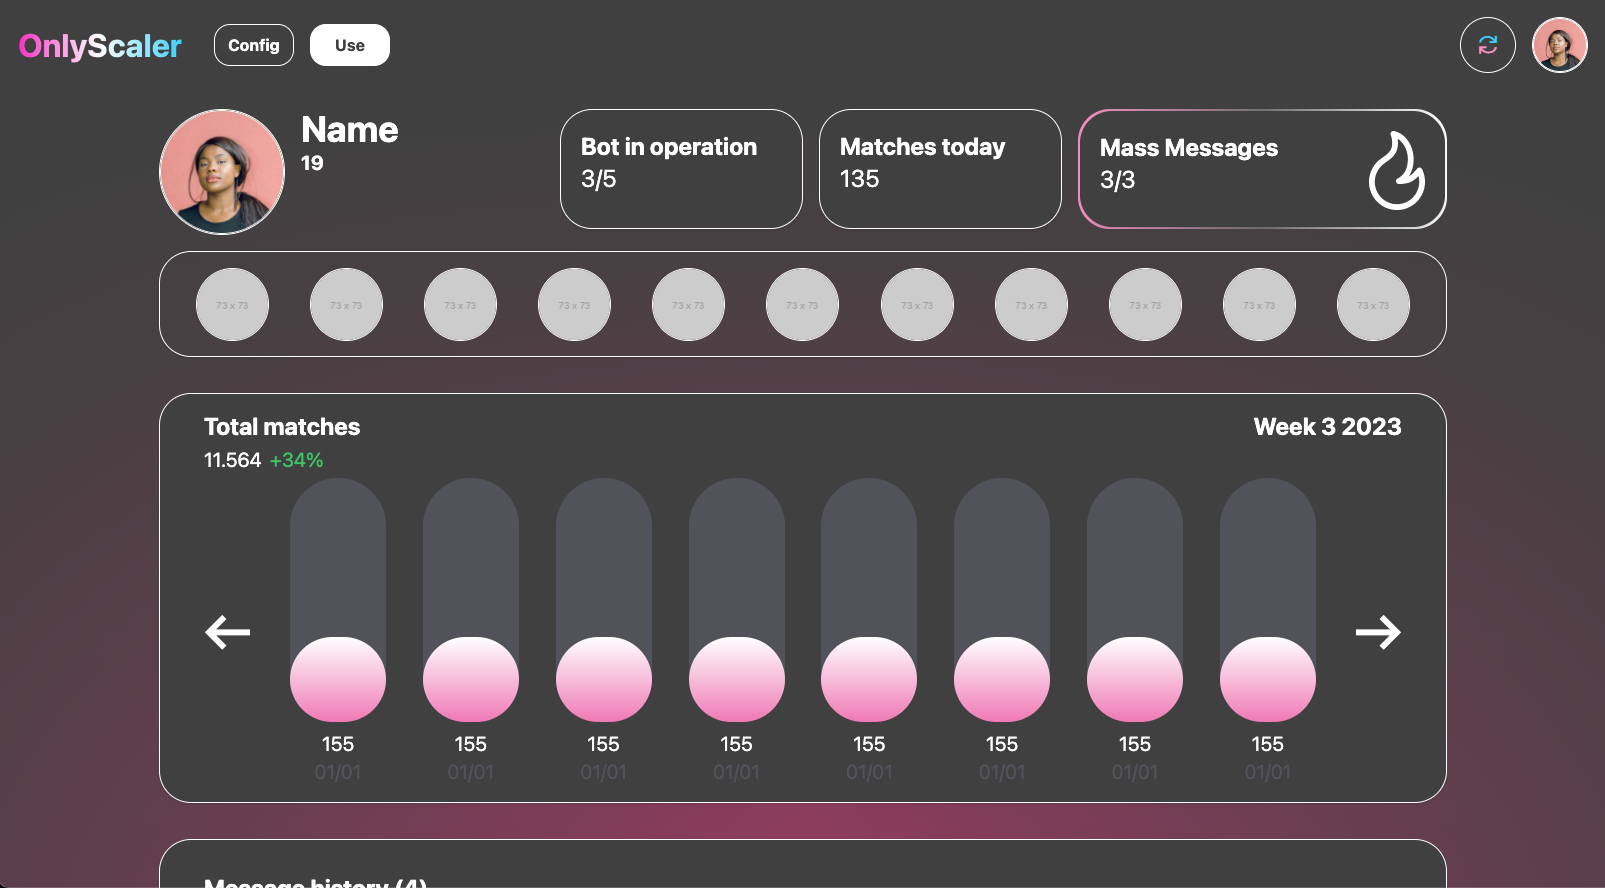 OnlyScaler
Config
Use
Name
19
Bot in operation
3/5
Matches today
135
Mass Messages
3/3
73 x 73
73 x 73
73 x 73
73 x 73
73 x 73
73 x 73
73 x 73
73 x 73
73 x 73
73 x 73
73 x 73
Total matches
Week 3 2023
11.564 +34%
155 155 155 155 155 155 155 155
01/01 01/01 01/01 01/01 01/01 01/01 01/01 01/01
Message history (4)